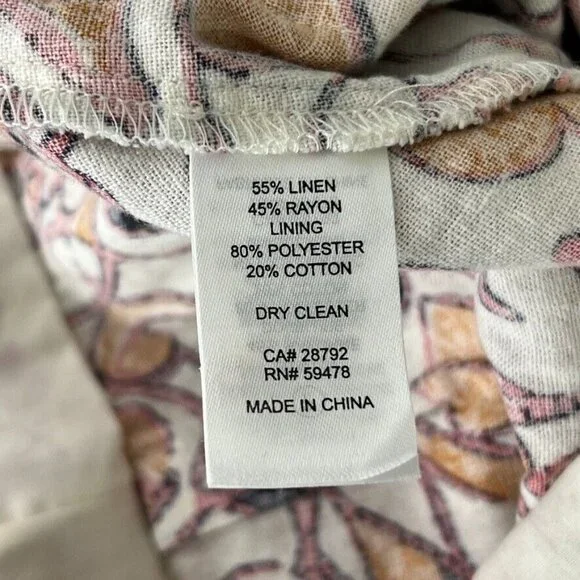 55% LINEN
45% RAYON
LINING
80% POLYESTER
20% COTTON
DRY CLEAN
CA# 28792
RN# 59478
MADE IN CHINA